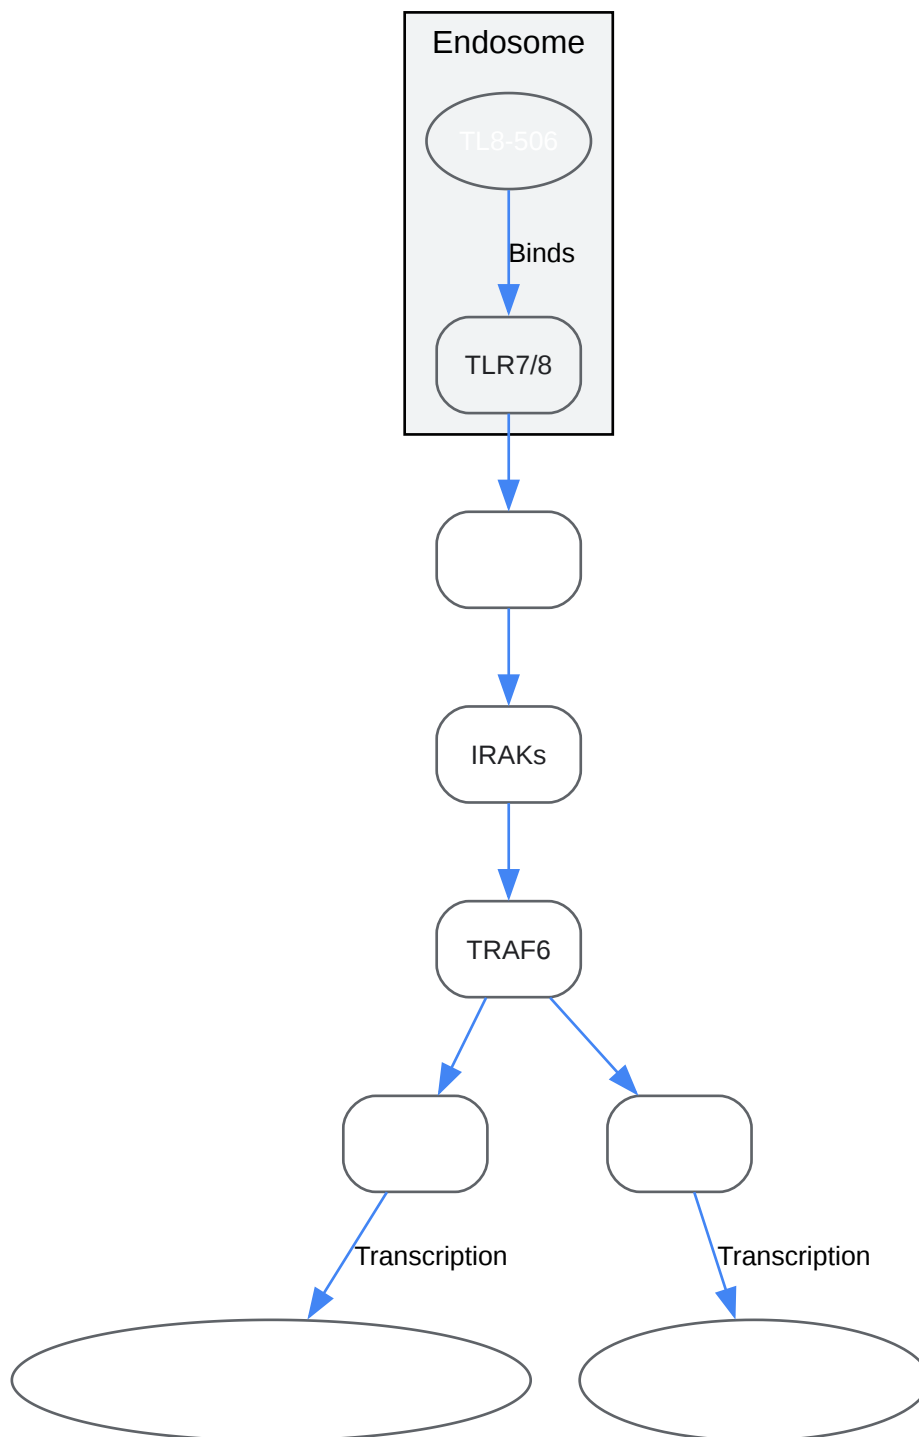 Endosome
TL8-506
Binds
TLR7/8
IRAKs
TRAF6
Transcription
Transcription